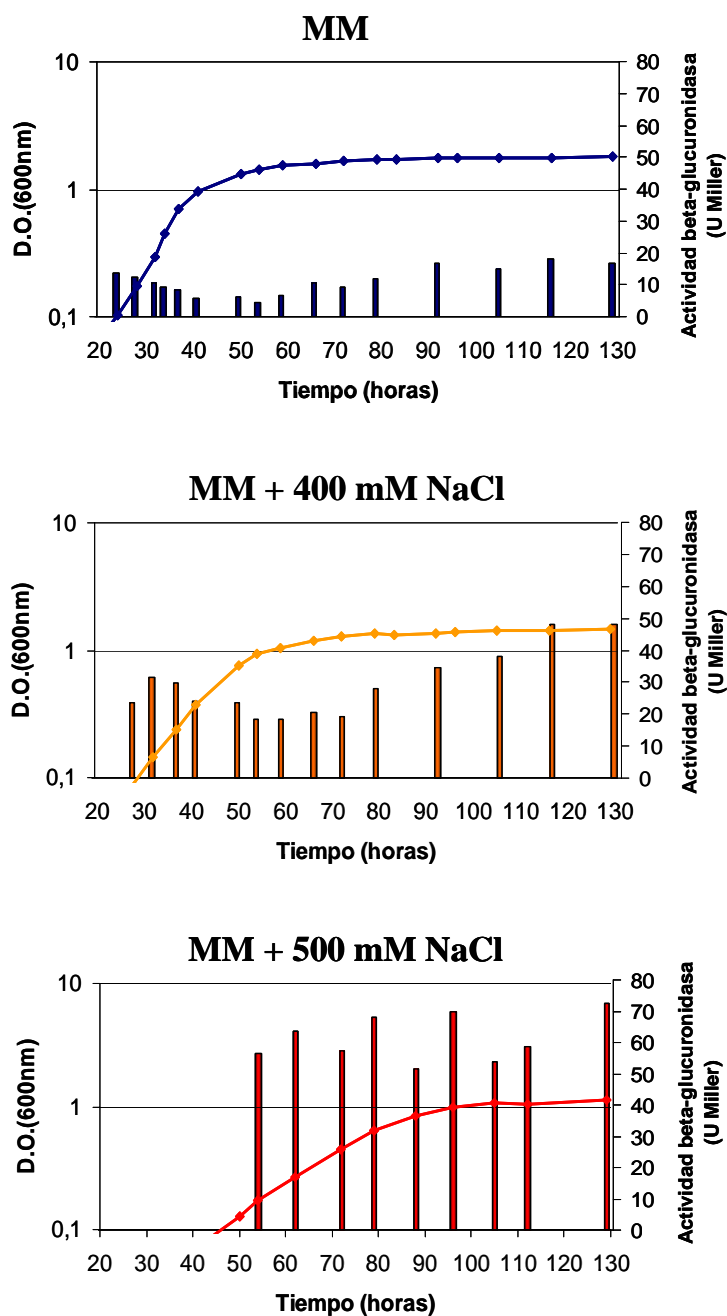 MM
10
1
0,1
D.O.(600nm)
80
70
60
50
40
30
20
10
0
Actividad beta-glucuronidasa
(U Miller)
20 30 40 50 60 70 80 90 100 110 120 130
Tiempo (horas)
MM + 400 mM NaCl
10
1
0,1
D.O.(600nm)
80
70
60
50
40
30
20
10
0
Actividad beta-glucuronidasa
(U Miller)
20 30 40 50 60 70 80 90 100 110 120 130
Tiempo (horas)
MM + 500 mM NaCl
10
1
0,1
D.O.(600nm)
80
70
60
50
40
30
20
10
0
Actividad beta-glucuronidasa
(U Miller)
20 30 40 50 60 70 80 90 100 110 120 130
Tiempo (horas)